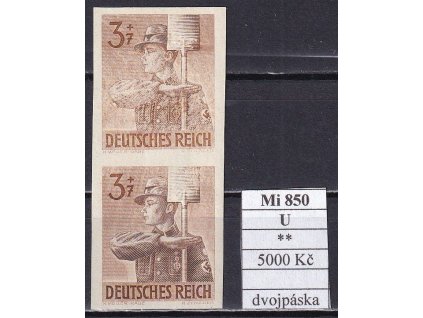 3+7
DEUTSCHES REICH
3+7
DEUTSCHES REICH
Mi 850
U
**
5000 Kč
dvojpáska